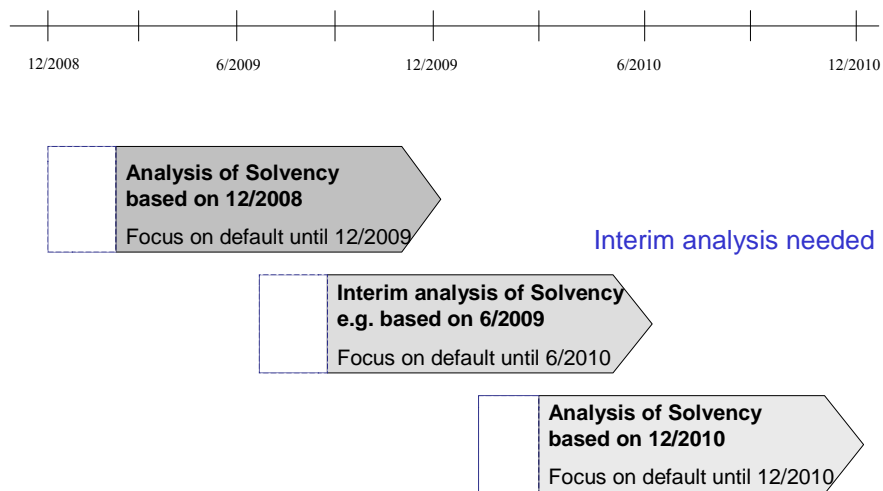 12/2008 6/2009 12/2009 6/2010 12/2010
Analysis of Solvency
based on 12/2008
Focus on default until 12/2009
Interim analysis needed
Interim analysis of Solvency
e.g. based on 6/2009
Focus on default until 6/2010
Analysis of Solvency
based on 12/2010
Focus on default until 12/2010